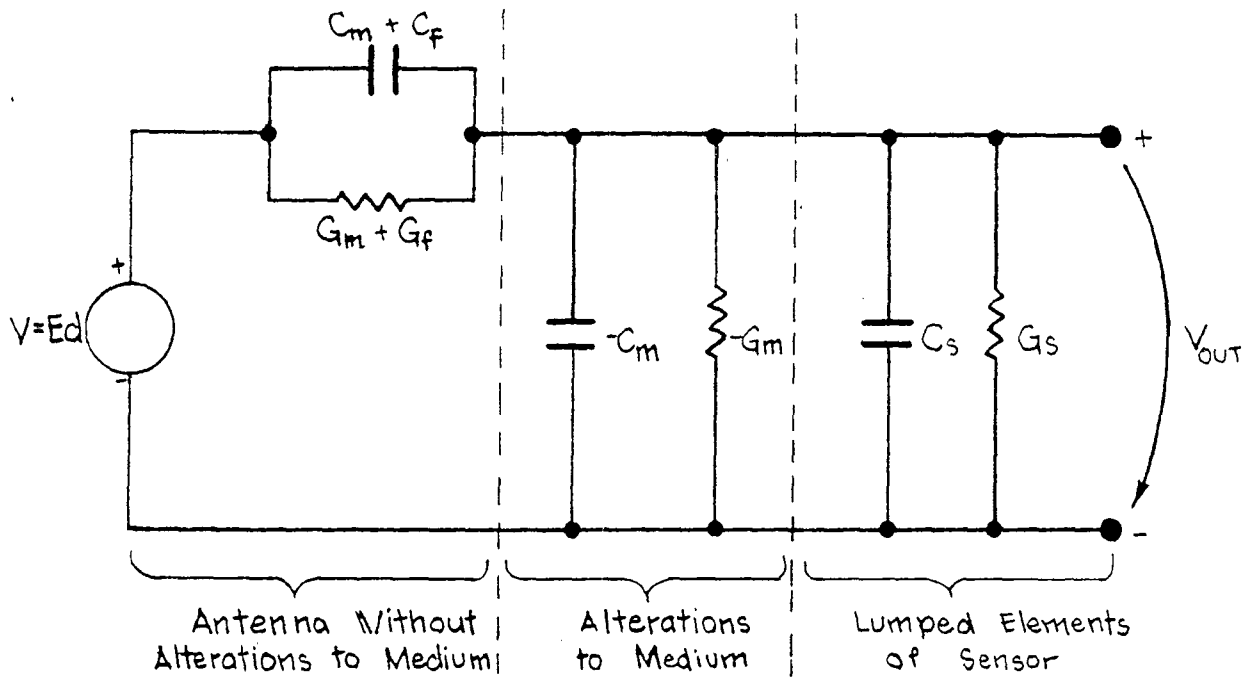 Cm + Cf
Gm + Gf
+
V=Ed
-
-Cm
-Gm
Cs
Gs
+
VOUT
-
Antenna Without
Alterations to Medium
Alterations
to Medium
Lumped Elements
of Sensor